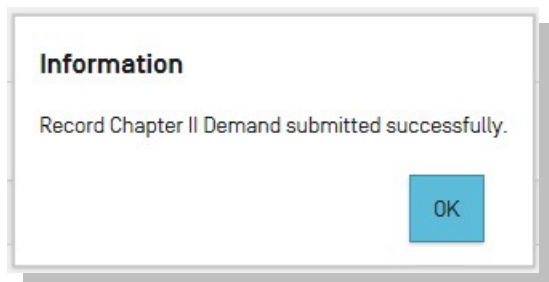 Information
Record Chapter II Demand submitted successfully.
OK